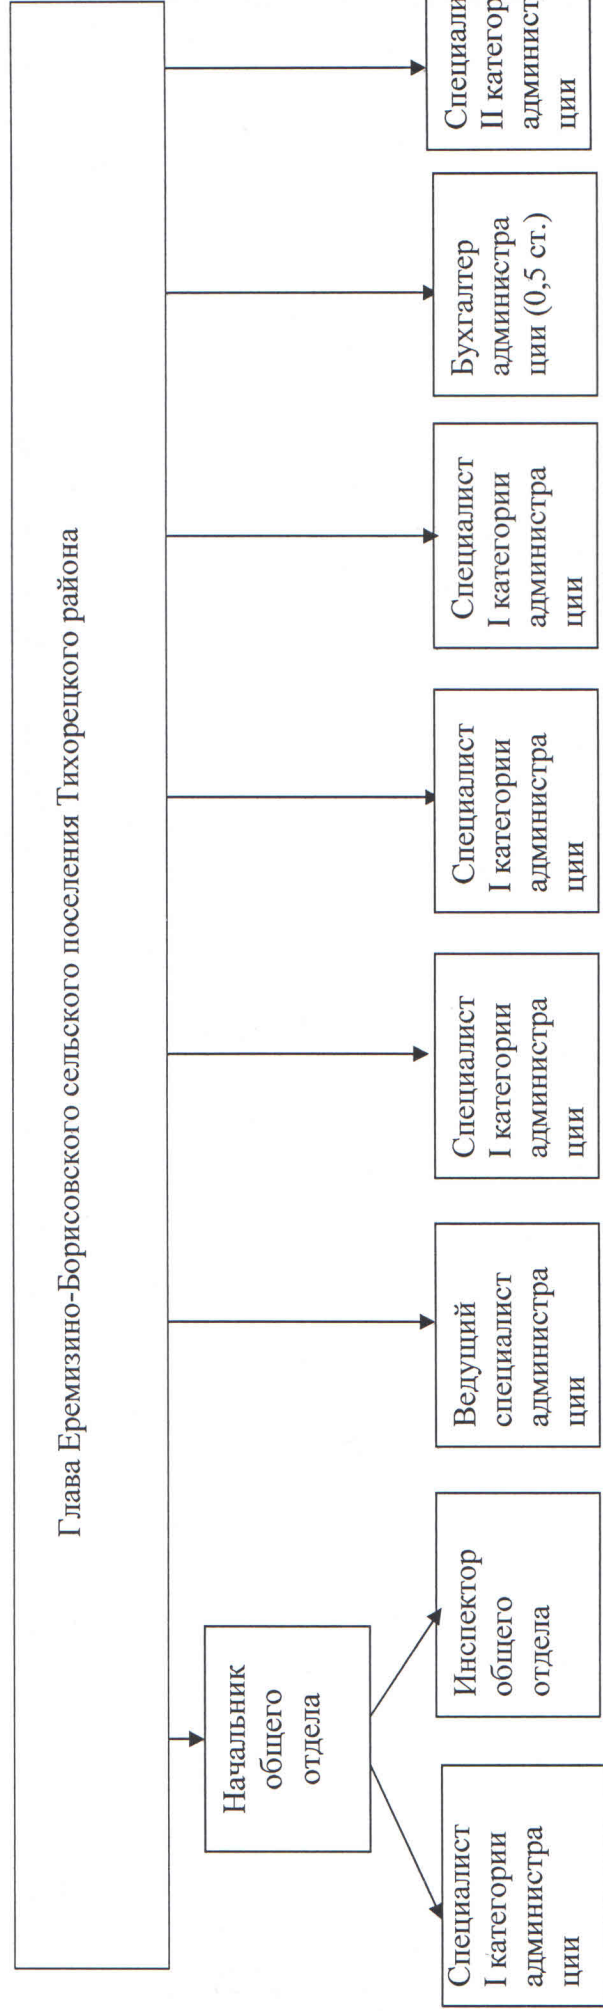 Глава Еремизино-Борисовского сельского поселения Тихорецкого района
Начальник
общего
отдела
Специалист
I категории
администра
ции
Инспектор
общего
отдела
Ведущий
специалист
администра
ции
Специалист
I категории
администра
ции
Специалист
I категории
администра
ции
Специалист
I категории
администра
ции
Бухгалтер
администра
ции (0,5 ст.)
Специали
II категор
админист
ции